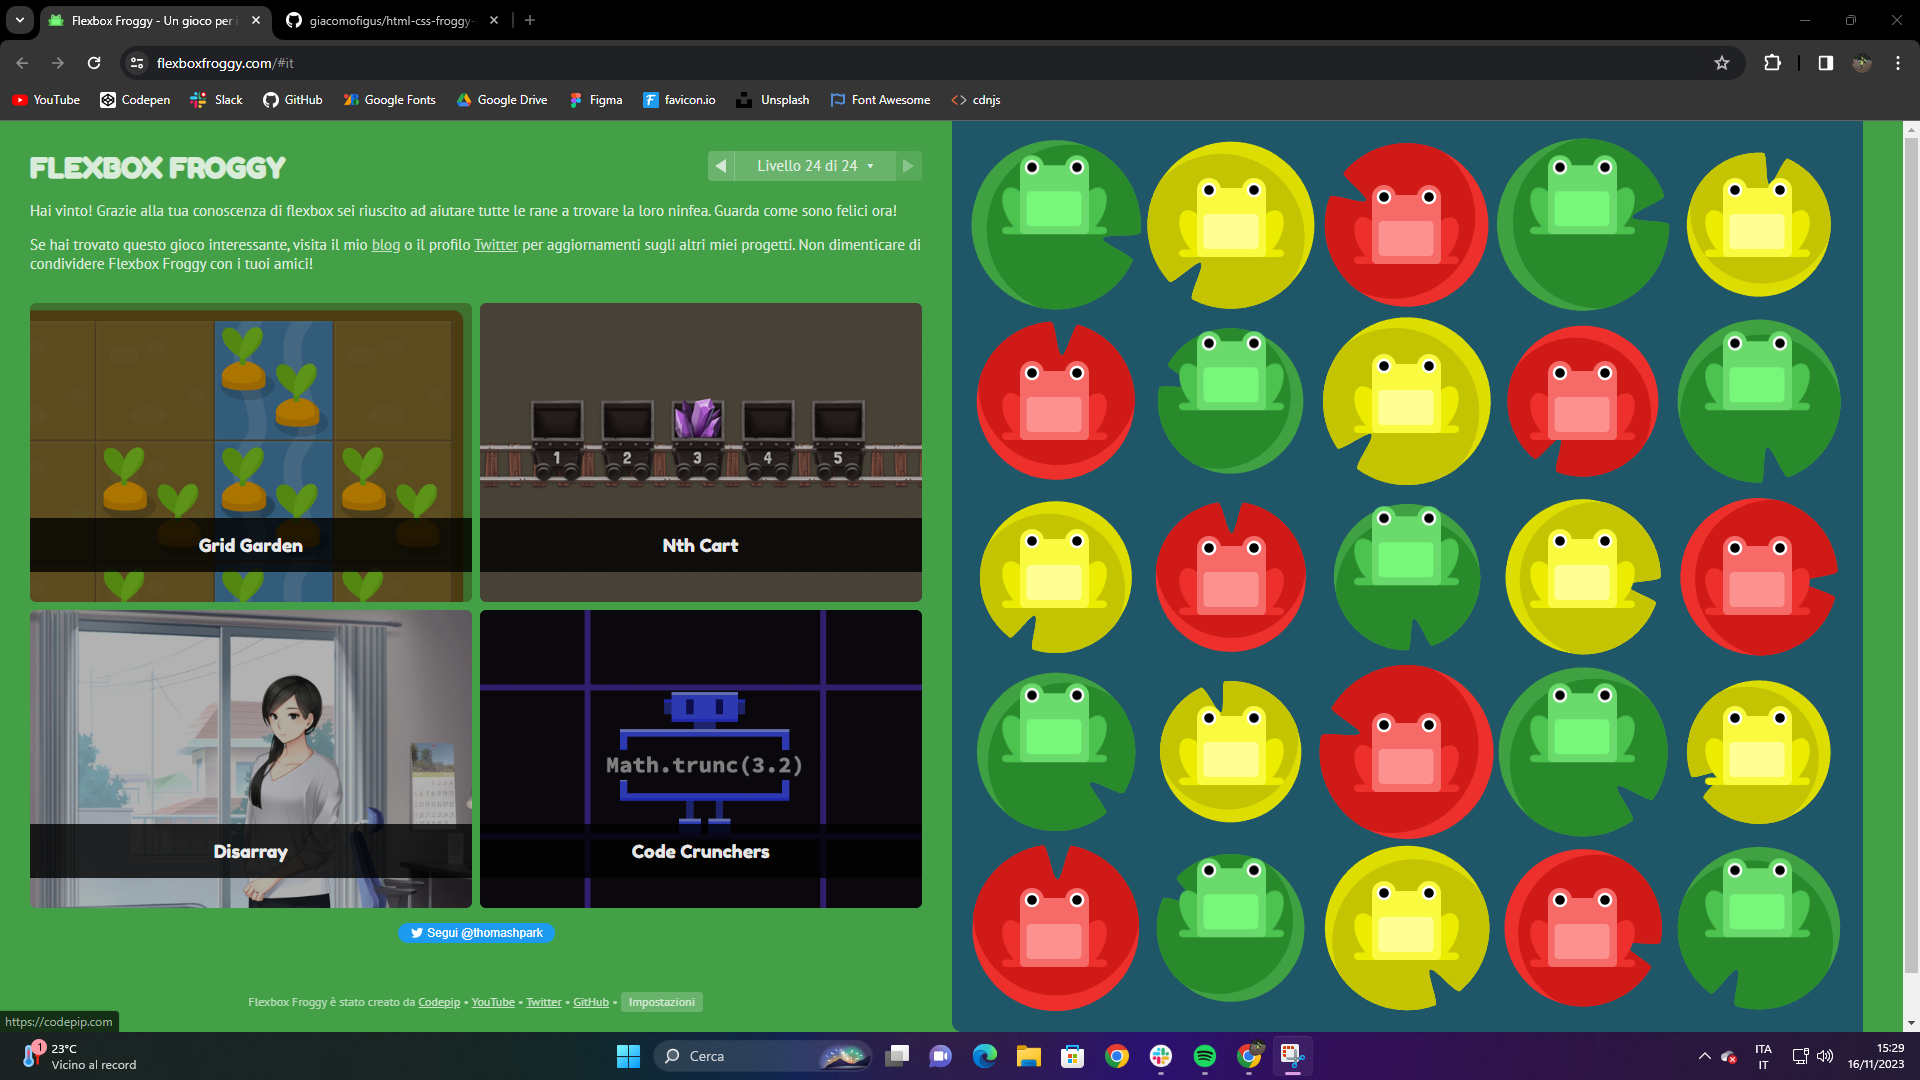 Flexbox Froggy - Un gioco per i
giacomofigus/html-css-froggy-
flexboxfroggy.com/#it
YouTube
Codepen
Slack
GitHub
Google Fonts
Google Drive
Figma
favicon.io
Unsplash
Font Awesome
cdnjs
FLEXBOX FROGGY
Livello 24 di 24
Hai vinto! Grazie alla tua conoscenza di flexbox sei riuscito ad aiutare tutte le rane a trovare la loro ninfea. Guarda come sono felici ora!
Se hai trovato questo gioco interessante, visita il mio blog o il profilo Twitter per aggiornamenti sugli altri miei progetti. Non dimenticare di
condividere Flexbox Froggy con i tuoi amici!
1 2 3 4 5
Grid Garden
Nth Cart
Math.trunc(3.2)
Disarray
Code Crunchers
Segui @thomashpark
Flexbox Froggy è stato creato da Codepip • YouTube • Twitter • GitHub • Impostazioni
https://codepip.com
1
23°C
Vicino al record
Cerca
ITA
IT
15:29
16/11/2023